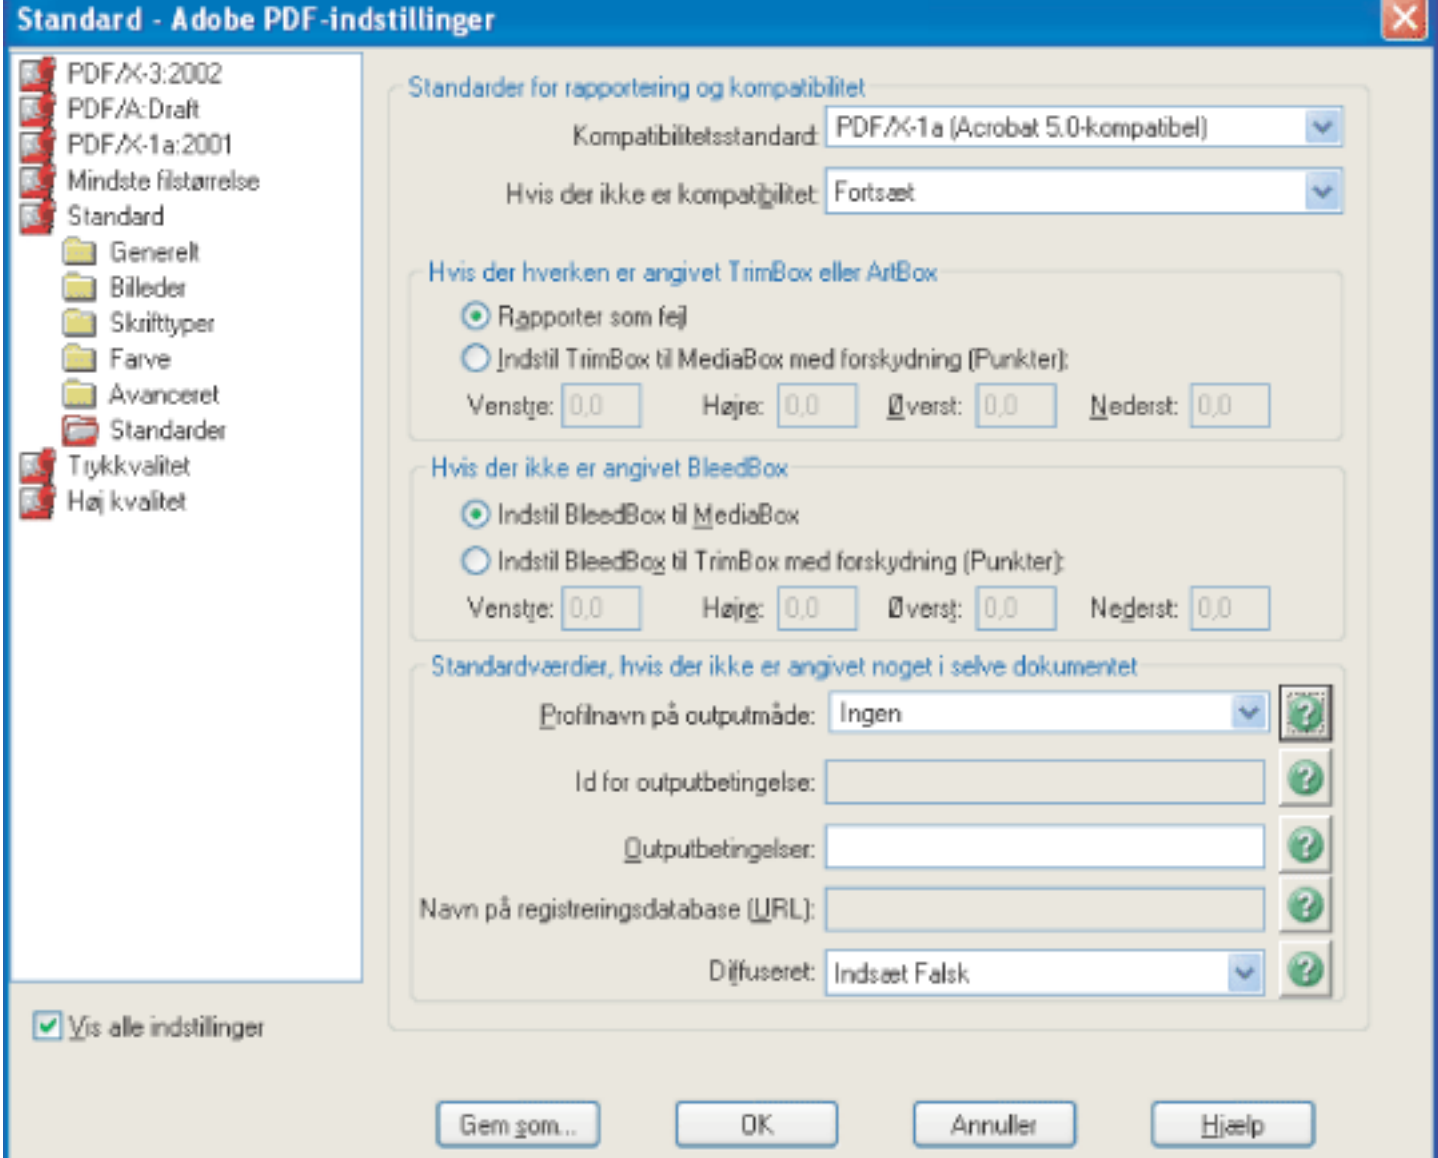 Standard - Adobe PDF-indstillinger
PDF/X-3:2002
PDF/A:Draft
PDF/X-1a:2001
Mindste filstørrelse
Standard
Generelt
Billeder
Skrifttyper
Farve
Avanceret
Standarder
Trykkvalitet
Høj kvalitet
Vis alle indstillinger
Standarder for rapportering og kompatibilitet
Kompatibilitetsstandard: PDF/X-1a (Acrobat 5.0-kompatibel)
Hvis der ikke er kompatibilitet: Fortsæt
Hvis der hverken er angivet TrimBox eller ArtBox
Rapporter som fejl
Indstil TrimBox til MediaBox med forskydning (Punkter):
Venstre: 0,0 Højre: 0,0 Øverst: 0,0 Nederst: 0,0
Hvis der ikke er angivet BleedBox
Indstil BleedBox til MediaBox
Indstil BleedBox til TrimBox med forskydning (Punkter):
Venstre: 0,0 Højre: 0,0 Øverst: 0,0 Nederst: 0,0
Standardværdier, hvis der ikke er angivet noget i selve dokumentet
Profilnavn på outputmåde: Ingen
Id for outputbetingelse:
Outputbetingelser:
Navn på registreringsdatabase (URL):
Diffuseret: Indsæt Falsk
Gem som... OK Annuller Hjælp